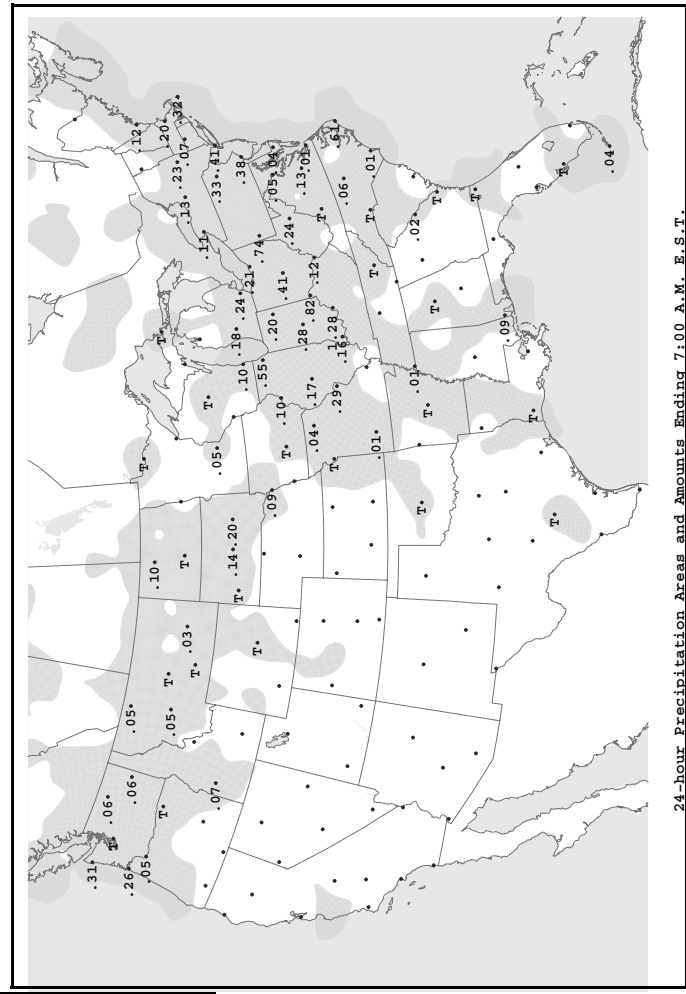 .31
.06
T
.26
.06
.05
.12
.05
T
.10
T
T
T
.20
.05
.23
.32
T
.03
.13
.07
T
.11
.07
.05
T
.33
.41
.14
.20
.18
.24
.38
T
.10
.21
.74
T
.55
.09
.20
.41
.05
.04
T
.10
.24
.28
.82
.13
.01
.04
.17
.12
T
T
.29
1.28
.16
.06
.61
.01
T
T
.01
.01
.02
T
T
T
T
T
.09
T
T
T
.04
24-hour Precipitation Areas and Amounts Ending 7:00 A.M. E.S.T.